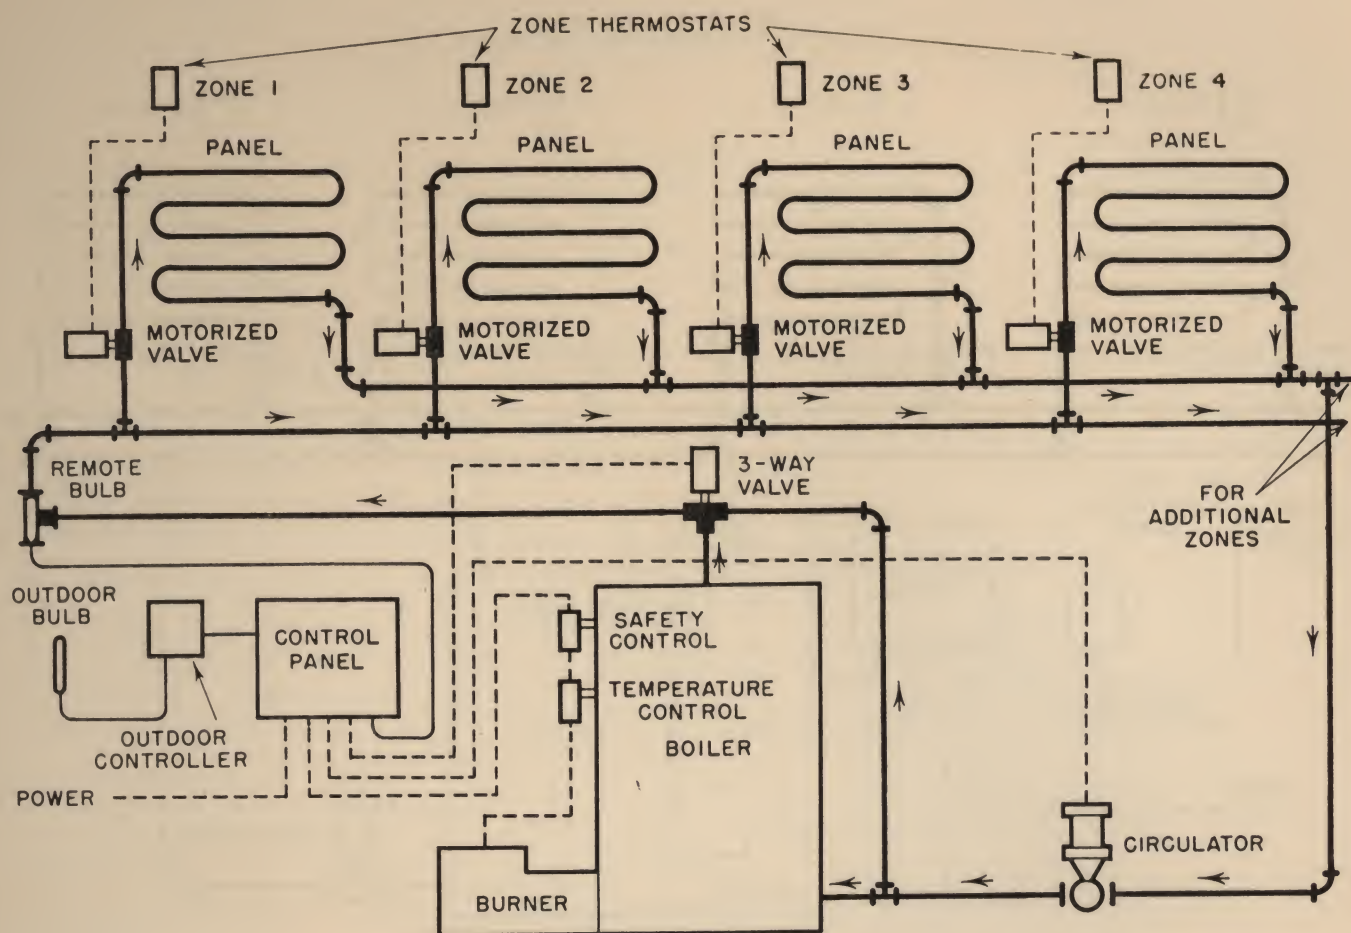 ZONE THERMOSTATS
ZONE 1
ZONE 2
ZONE 3
ZONE 4
PANEL
PANEL
PANEL
PANEL
MOTORIZED
VALVE
MOTORIZED
VALVE
MOTORIZED
VALVE
MOTORIZED
VALVE
REMOTE
BULB
3-WAY
VALVE
FOR
ADDITIONAL
ZONES
OUTDOOR
BULB
CONTROL
PANEL
SAFETY
CONTROL
TEMPERATURE
CONTROL
BOILER
OUTDOOR
CONTROLLER
POWER
CIRCULATOR
BURNER